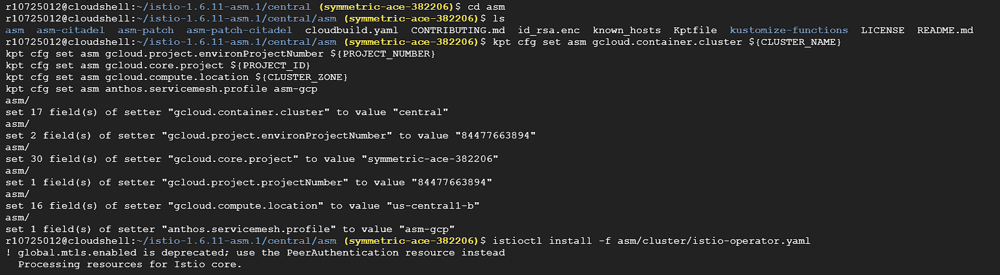 r10725012@cloudshell:~/istio-1.6.11-asm.1/central (symmetric-ace-382206)$ cd asm
r10725012@cloudshell:~/istio-1.6.11-asm.1/central/asm (symmetric-ace-382206)$ ls
asm  asm-citadel  asm-patch  asm-patch-citadel  cloudbuild.yaml  CONTRIBUTING.md  id_rsa.enc  known_hosts  Kptfile  kustomize-functions  LICENSE  README.md
r10725012@cloudshell:~/istio-1.6.11-asm.1/central/asm (symmetric-ace-382206)$ kpt cfg set asm gcloud.container.cluster ${CLUSTER_NAME}
kpt cfg set asm gcloud.project.environProjectNumber ${PROJECT_NUMBER}
kpt cfg set asm gcloud.core.project ${PROJECT_ID}
kpt cfg set asm gcloud.compute.location ${CLUSTER_ZONE}
kpt cfg set asm anthos.servicemesh.profile asm-gcp
asm/
set 17 field(s) of setter "gcloud.container.cluster" to value "central"
asm/
set 2 field(s) of setter "gcloud.project.environProjectNumber" to value "84477663894"
asm/
set 30 field(s) of setter "gcloud.core.project" to value "symmetric-ace-382206"
asm/
set 1 field(s) of setter "gcloud.project.projectNumber" to value "84477663894"
asm/
set 16 field(s) of setter "gcloud.compute.location" to value "us-central1-b"
asm/
set 1 field(s) of setter "anthos.servicemesh.profile" to value "asm-gcp"
r10725012@cloudshell:~/istio-1.6.11-asm.1/central/asm (symmetric-ace-382206)$ istioctl install -f asm/cluster/istio-operator.yaml
! global.mtls.enabled is deprecated; use the PeerAuthentication resource instead
  Processing resources for Istio core.